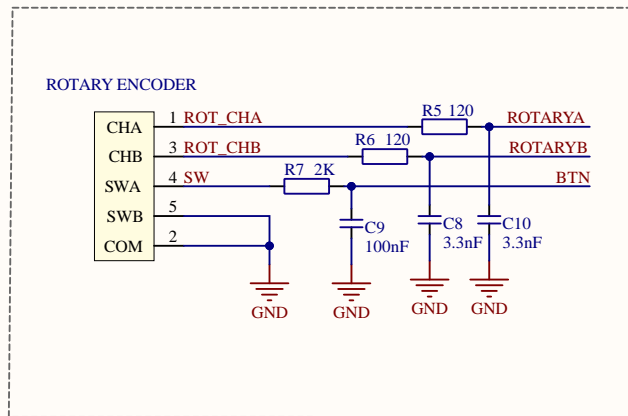 ROTARY ENCODER
CHA 1 ROT_CHA R5 120 ROTARYA
CHB 3 ROT_CHB R6 120 ROTARYB
SWA 4 SW R7 2K BTN
SWB 5
COM 2
C9 C8 C10
100nF 3.3nF 3.3nF
GND GND GND GND